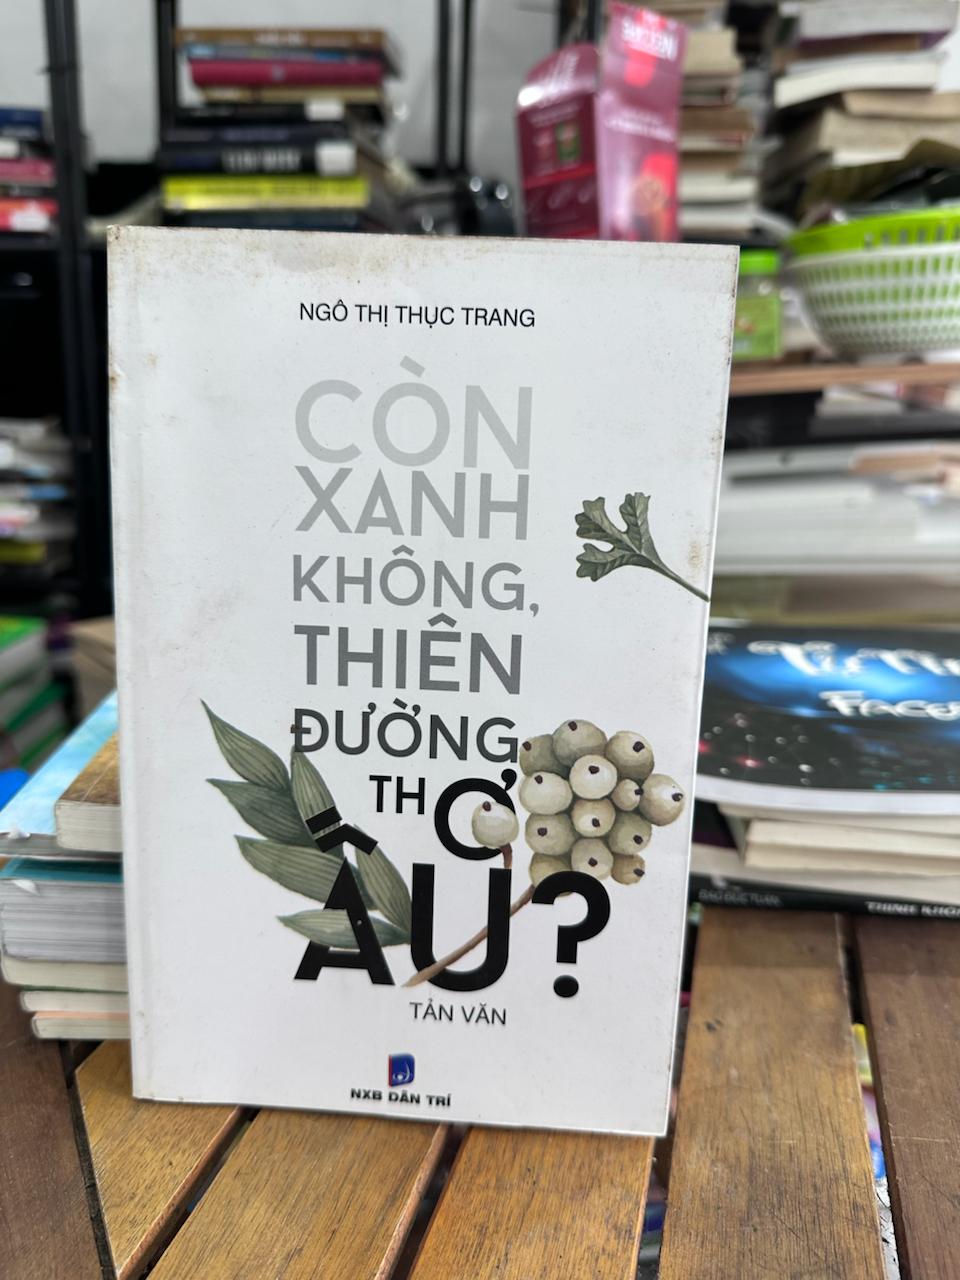 NGÔ THỊ THỤC TRANG
CÒN
XANH
KHÔNG,
THIÊN
ĐƯỜNG
THƠ
ẤU?
TẢN VĂN
NXB DÂN TRÍ